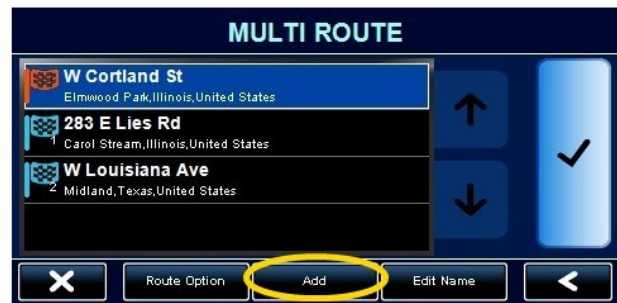 MULTI ROUTE
W Cortland St
Elmwood Park,Illinois,United States
283 E Lies Rd
1
Carol Stream,Illinois,United States
W Louisiana Ave
2
Midland,Texas,United States
Route Option
Add
Edit Name